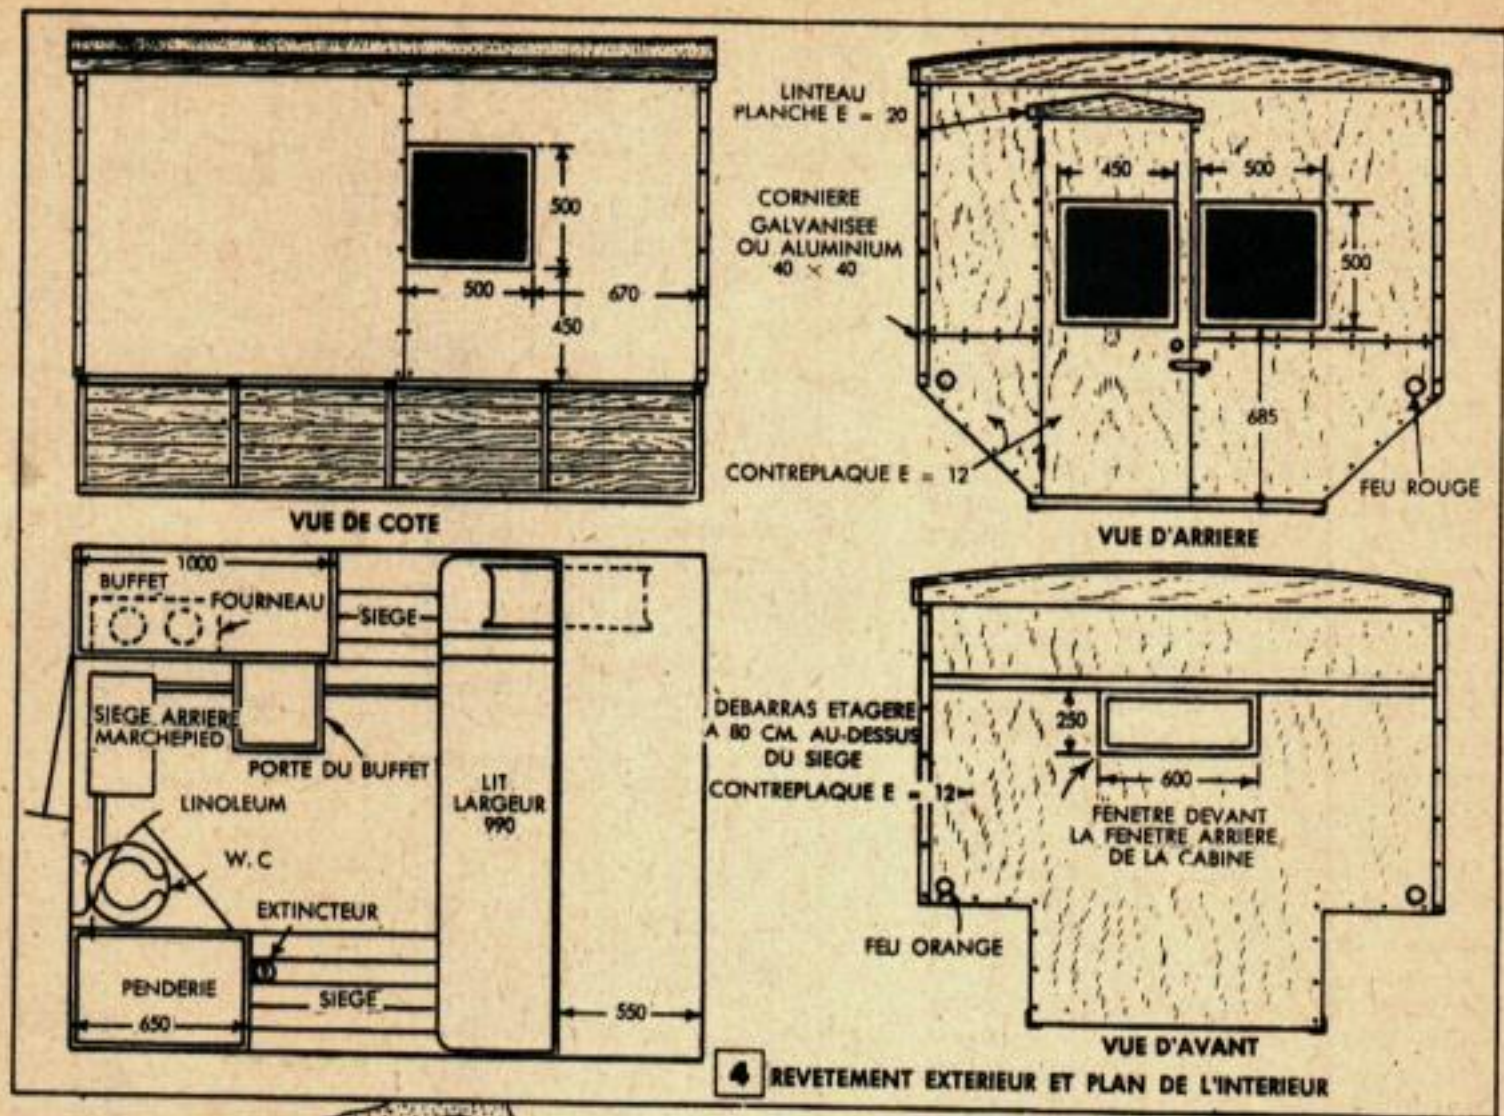 500
500
670
450
VUE DE COTE
LINTEAU
PLANCHE E = 20
CORNIERE
GALVANISEE
OU ALUMINIUM
40 × 40
CONTREPLAQUE E = 12
450
500
500
685
FEU ROUGE
VUE D'ARRIERE
1000
BUFFET
FOURNEAU
SIEGE
SIEGE ARRIERE
MARCHEPIED
PORTE DU BUFFET
LINOLEUM
W.C
EXTINCTEUR
PENDERIE
650
SIEGE
LIT
LARGEUR
990
550
DEBARRAS ETAGERE
A 80 CM. AU-DESSUS
DU SIEGE
CONTREPLAQUE E = 12
250
600
FENETRE DEVANT
LA FENETRE ARRIERE
DE LA CABINE
FEU ORANGE
VUE D'AVANT
4 REVETEMENT EXTERIEUR ET PLAN DE L'INTERIEUR